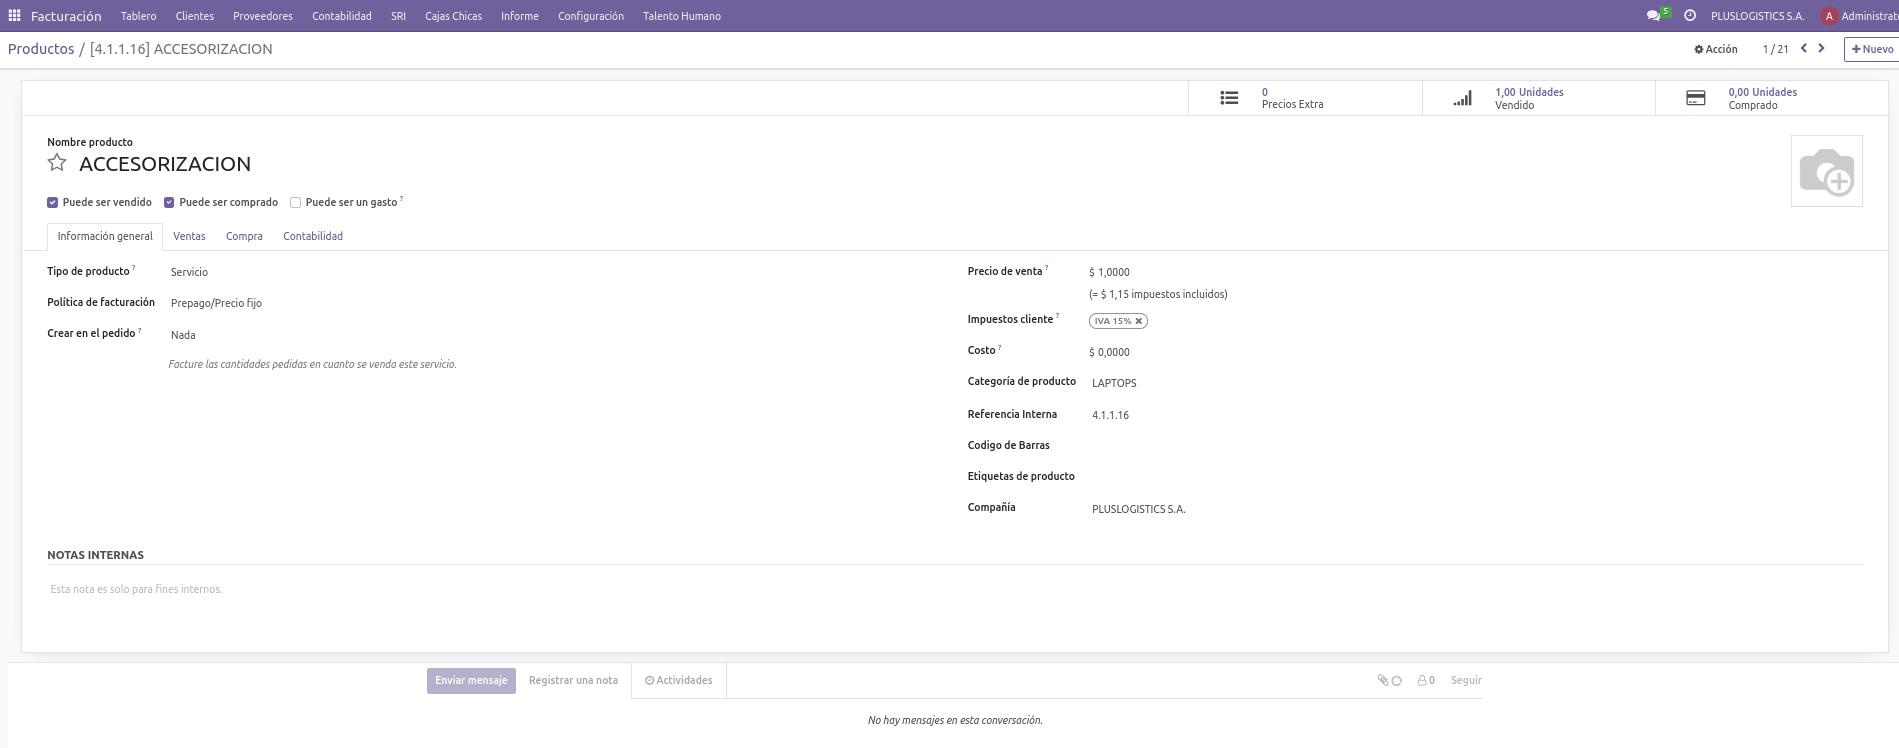 Facturación Tablero Clientes Proveedores Contabilidad SRI Cajas Chicas Informe Configuración Talento Humano 5 PLUSLOGISTICS S.A. A Administrat
Productos / [4.1.1.16] ACCESORIZACION Acción 1 / 21 Nuevo
0 Precios Extra
1,00 Unidades Vendido
0,00 Unidades Comprado
Nombre producto
ACCESORIZACION
Puede ser vendido Puede ser comprado Puede ser un gasto ?
Información general Ventas Compra Contabilidad
Tipo de producto ? Servicio
Política de facturación Prepago/Precio fijo
Crear en el pedido ? Nada
Facture las cantidades pedidas en cuanto se venda este servicio.
Precio de venta ? $ 1,0000
(= $ 1,15 impuestos incluidos)
Impuestos cliente ? IVA 15% ✖
Costo ? $ 0,0000
Categoría de producto LAPTOPS
Referencia Interna 4.1.1.16
Codigo de Barras
Etiquetas de producto
Compañía PLUSLOGISTICS S.A.
NOTAS INTERNAS
Esta nota es solo para fines internos.
Enviar mensaje Registrar una nota Actividades 0 Seguir
No hay mensajes en esta conversación.